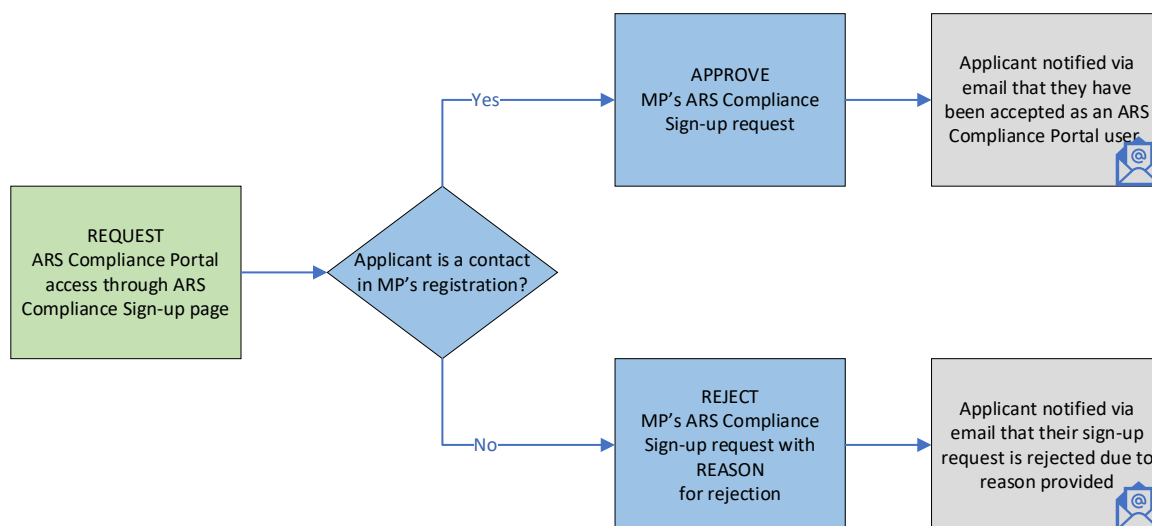 REQUEST
ARS Compliance Portal
access through ARS
Compliance Sign-up page
Applicant is a contact
in MP's registration?
Yes
APPROVE
MP's ARS Compliance
Sign-up request
Applicant notified via
email that they have
been accepted as an ARS
Compliance Portal user
@
No
REJECT
MP's ARS Compliance
Sign-up request with
REASON
for rejection
Applicant notified via
email that their sign-up
request is rejected due to
reason provided
@